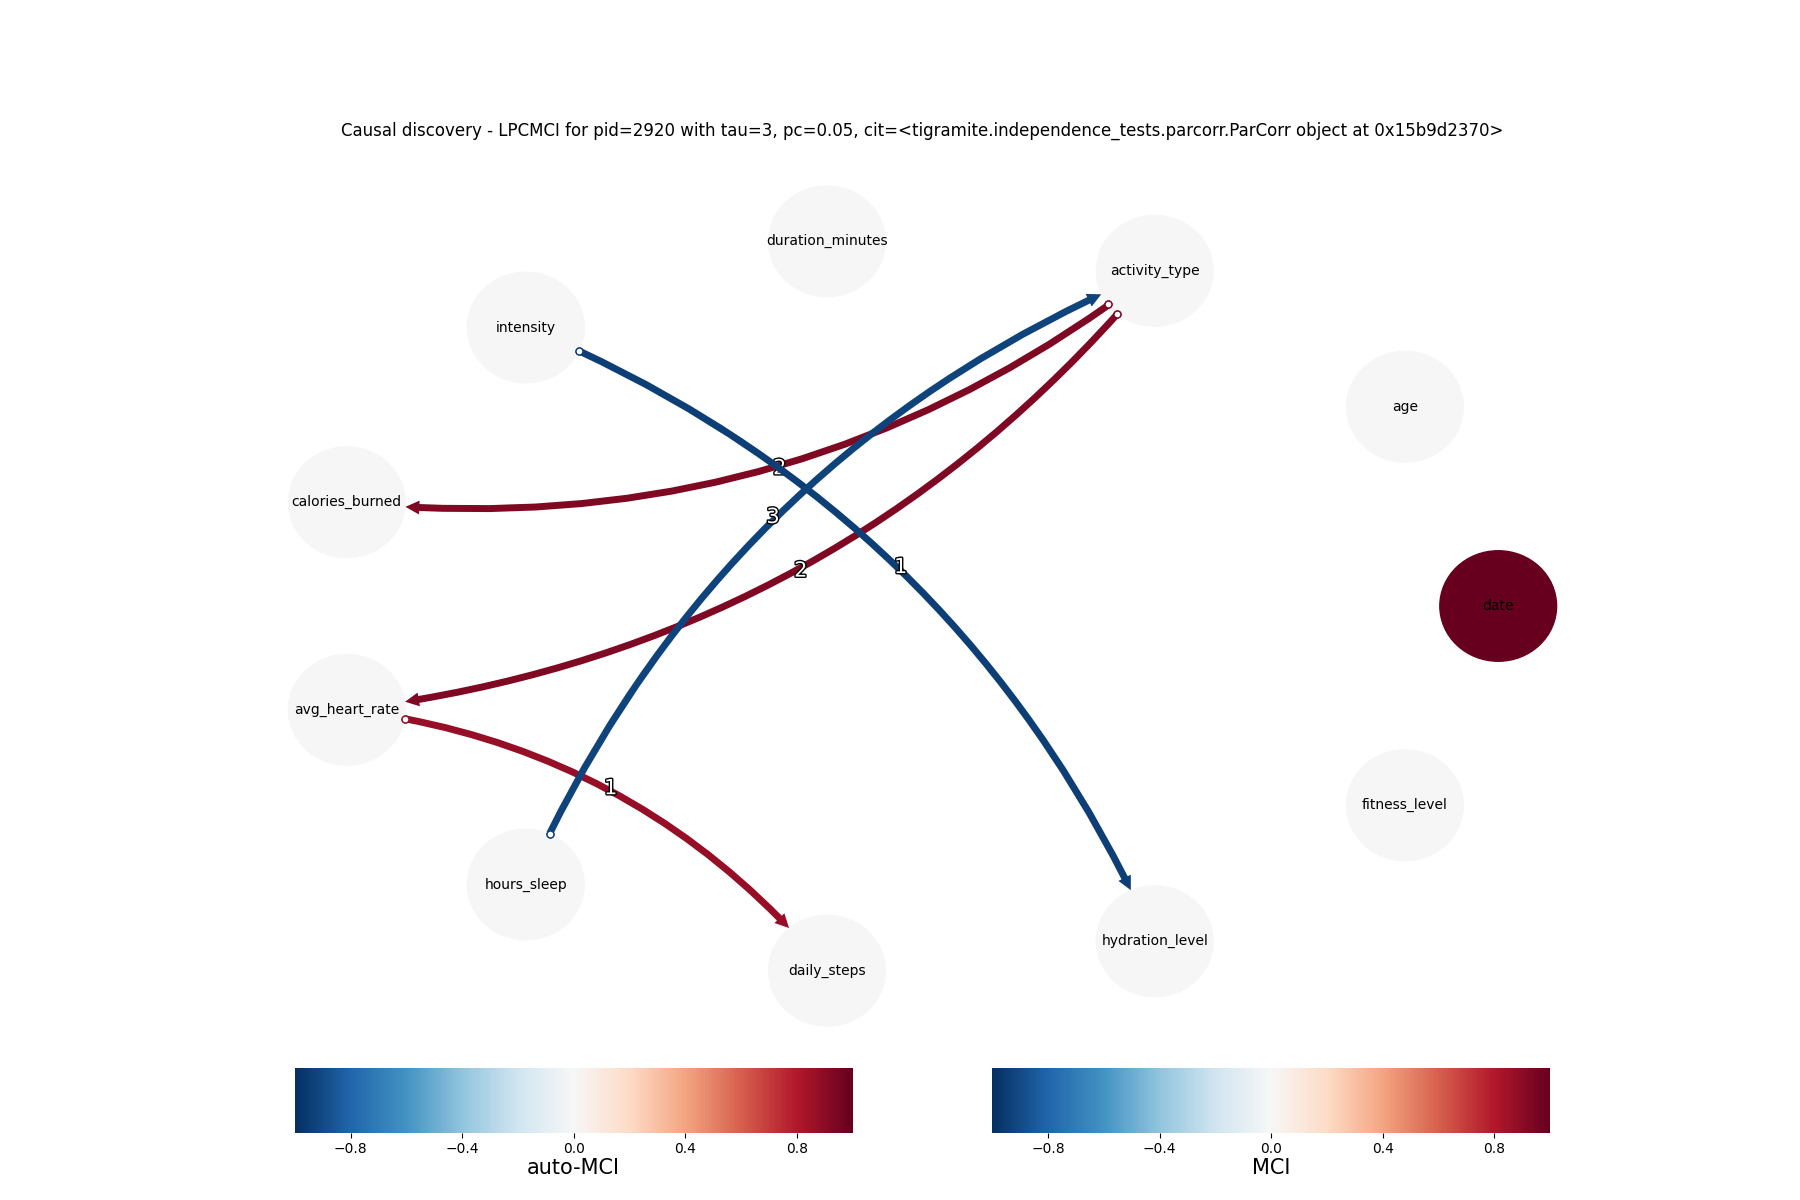 Causal discovery - LPCMCI for pid=2920 with tau=3, pc=0.05, cit=<tigramite.independence_tests.parcorr.ParCorr object at 0x15b9d2370>
duration_minutes
activity_type
intensity
age
2
calories_burned
3
1
2
date
avg_heart_rate
1
fitness_level
hours_sleep
hydration_level
daily_steps
−0.8 −0.4 0.0 0.4 0.8
auto-MCI
−0.8 −0.4 0.0 0.4 0.8
MCI